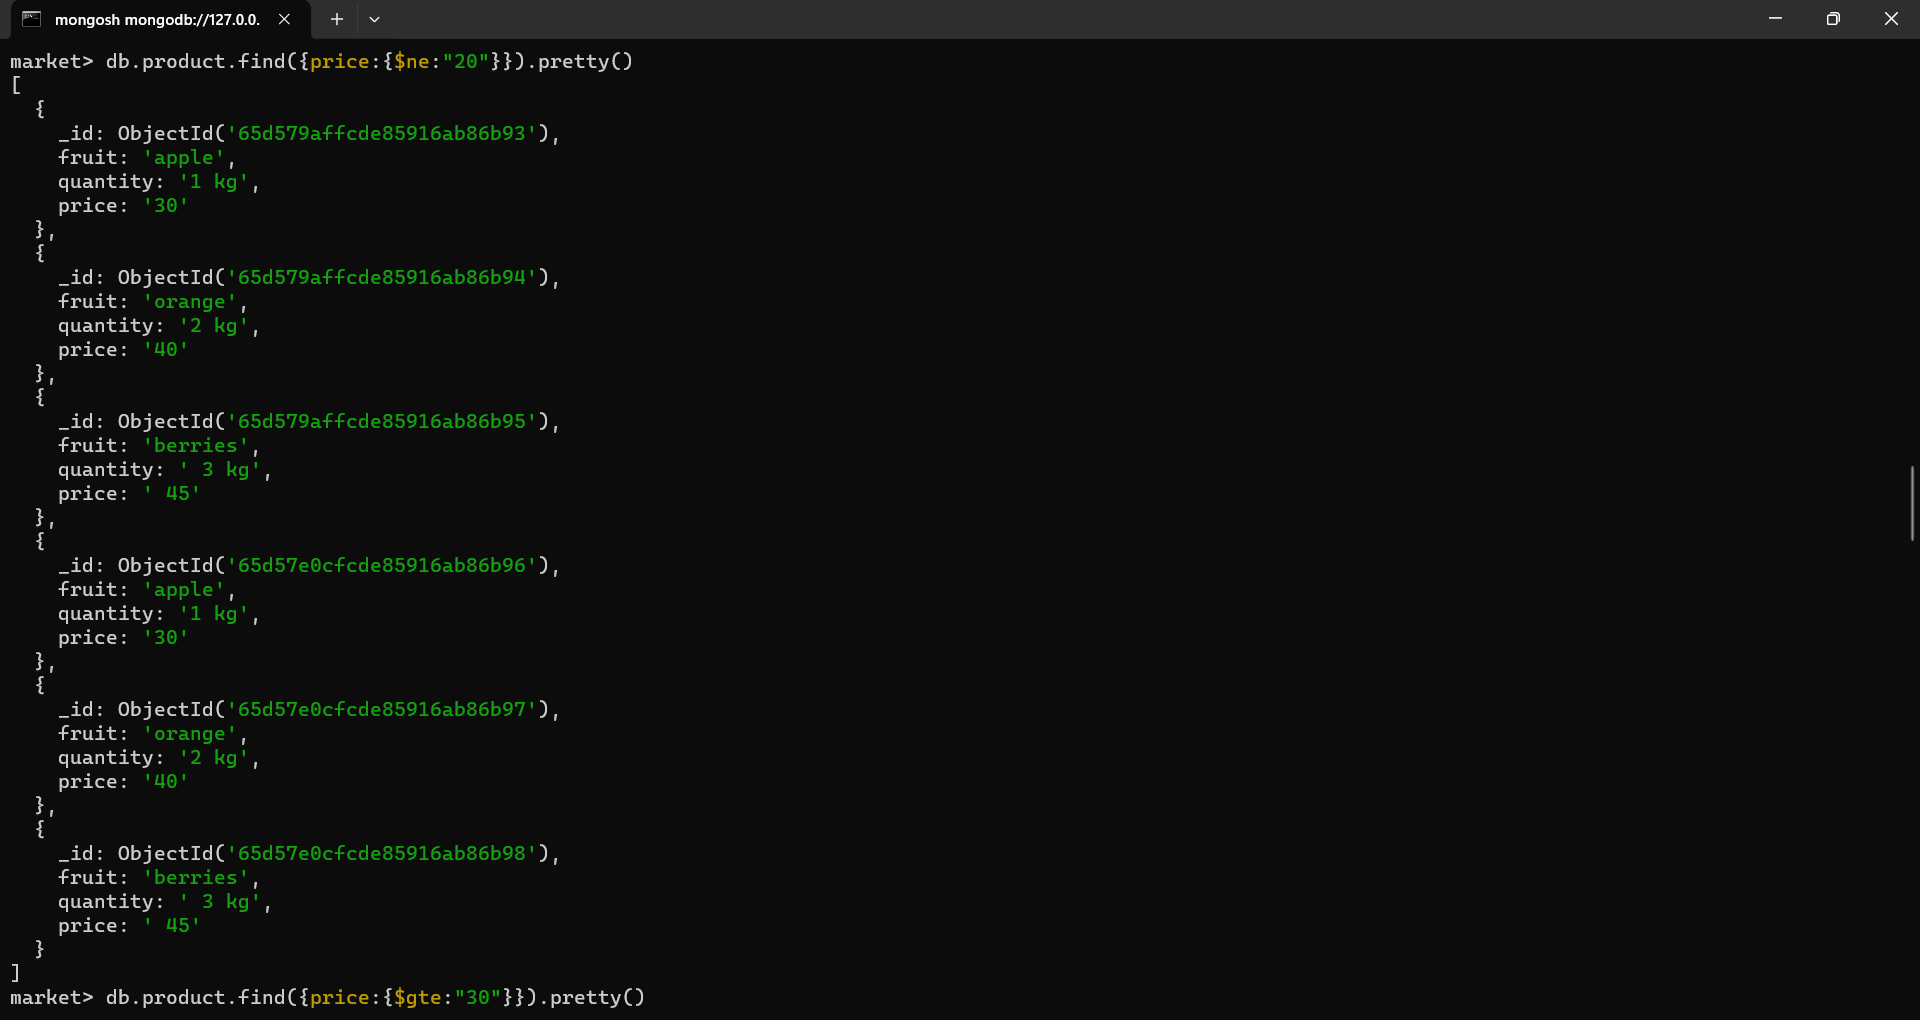 mongosh mongodb://127.0.0.
market> db.product.find({price:{$ne:"20"}}).pretty()
[
  {
    _id: ObjectId('65d579affcde85916ab86b93'),
    fruit: 'apple',
    quantity: '1 kg',
    price: '30'
  },
  {
    _id: ObjectId('65d579affcde85916ab86b94'),
    fruit: 'orange',
    quantity: '2 kg',
    price: '40'
  },
  {
    _id: ObjectId('65d579affcde85916ab86b95'),
    fruit: 'berries',
    quantity: ' 3 kg',
    price: ' 45'
  },
  {
    _id: ObjectId('65d57e0cfcde85916ab86b96'),
    fruit: 'apple',
    quantity: '1 kg',
    price: '30'
  },
  {
    _id: ObjectId('65d57e0cfcde85916ab86b97'),
    fruit: 'orange',
    quantity: '2 kg',
    price: '40'
  },
  {
    _id: ObjectId('65d57e0cfcde85916ab86b98'),
    fruit: 'berries',
    quantity: ' 3 kg',
    price: ' 45'
  }
]
market> db.product.find({price:{$gte:"30"}}).pretty()